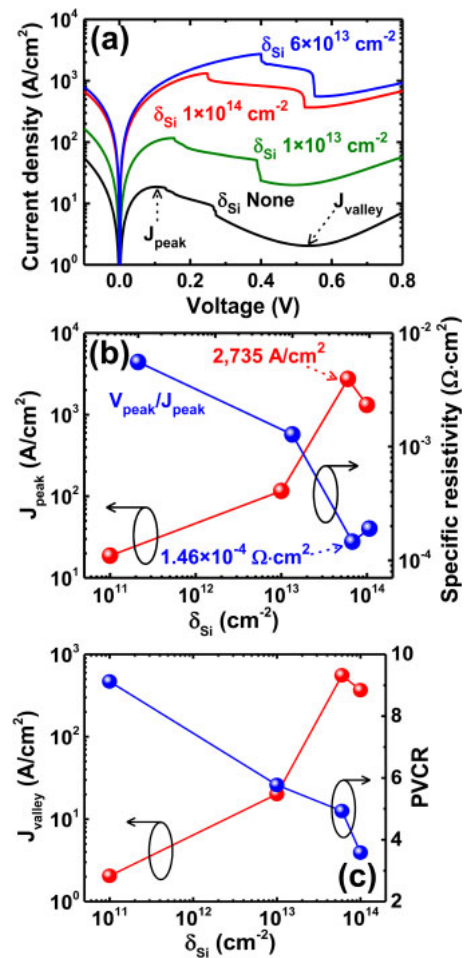 (a)
δSi 6×10¹³ cm⁻²
δSi 1×10¹⁴ cm⁻²
δSi 1×10¹³ cm⁻²
δSi None
Jpeak
Jvalley
Current density (A/cm²)
10⁴
10³
10²
10¹
10⁰
0.0 0.2 0.4 0.6 0.8
Voltage (V)
(b)
2,735 A/cm²
Vpeak/Jpeak
1.46×10⁻⁴ Ω·cm²
Jpeak (A/cm²)
10⁴
10³
10²
10¹
10⁻²
10⁻³
10⁻⁴
Specific resistivity (Ω·cm²)
10¹¹ 10¹² 10¹³ 10¹⁴
δSi (cm⁻²)
Jvalley (A/cm²)
10³
10²
10¹
10⁰
10
8
6
4
2
PVCR
(c)
10¹¹ 10¹² 10¹³ 10¹⁴
δSi (cm⁻²)